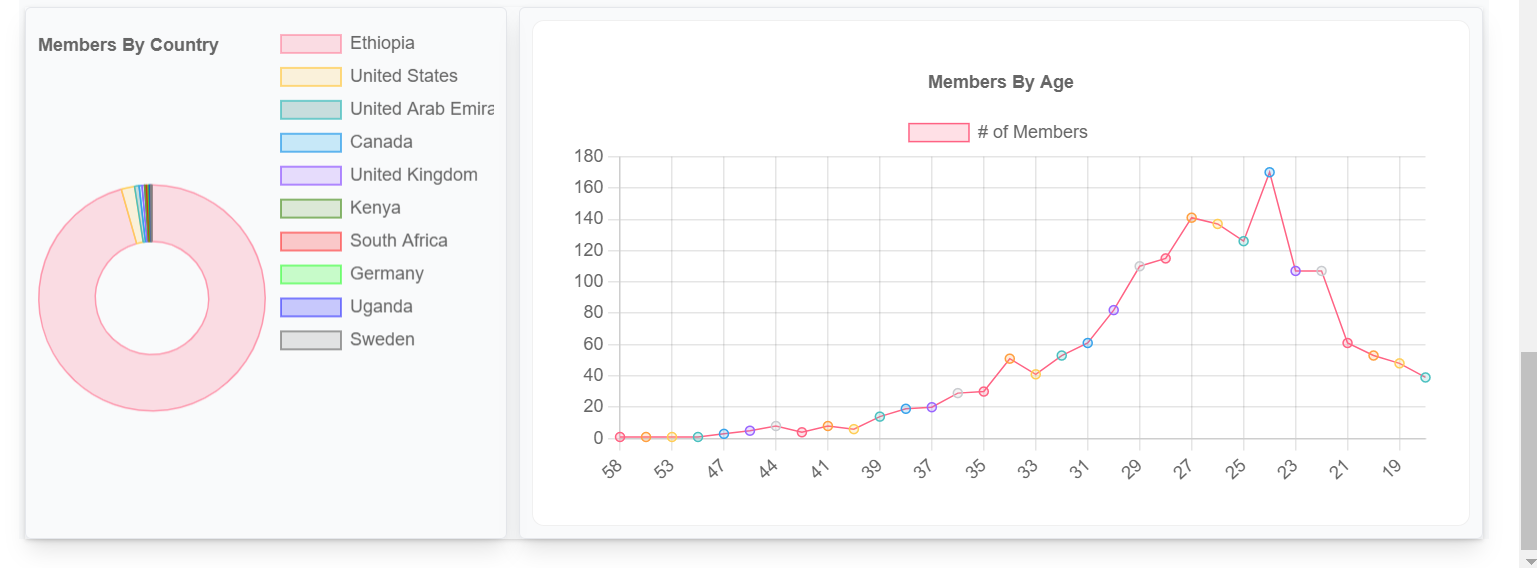 Members By Country
Ethiopia
United States
United Arab Emira
Canada
United Kingdom
Kenya
South Africa
Germany
Uganda
Sweden
Members By Age
# of Members
180
160
140
120
100
80
60
40
20
0
58 53 47 44 41 39 37 35 33 31 29 27 25 23 21 19